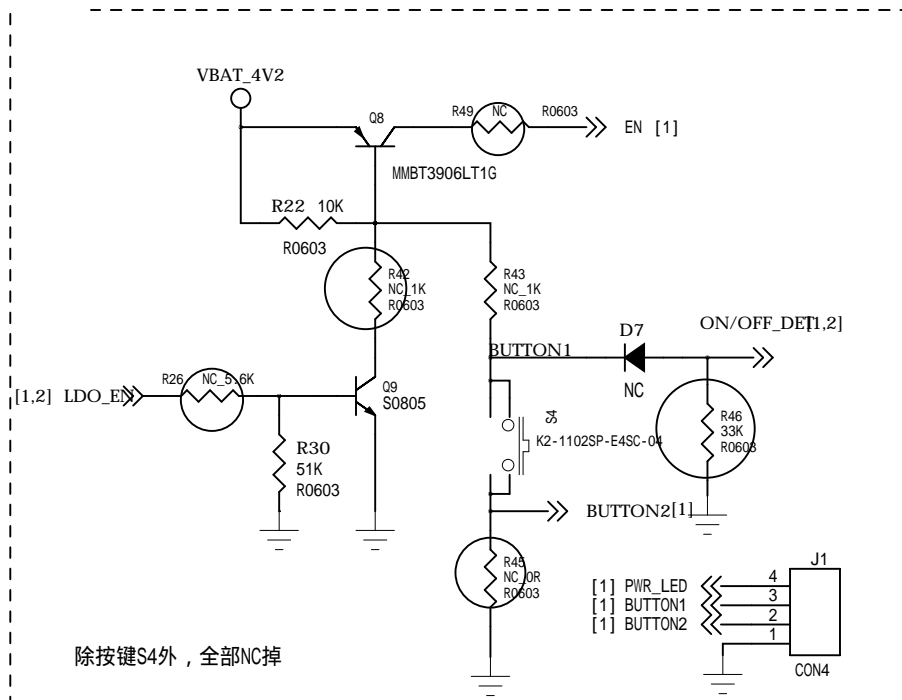 VBAT_4V2
Q8
R49
NC
R0603
EN [1]
MMBT3906LT1G
R22 10K
R0603
R42
NC_1K
R0603
R43
NC_1K
R0603
D7
NC
ON/OFF_DET[1,2]
BUTTON1
[1,2] LDO_EN
R26
NC_5.6K
Q9
S0805
R30
51K
R0603
S4
K2-1102SP-E4SC-04
R46
33K
R0603
BUTTON2[1]
R45
NC_0R
R0603
J1
[1] PWR_LED 4
[1] BUTTON1 3
[1] BUTTON2 2
1
CON4
除按键S4外，全部NC掉